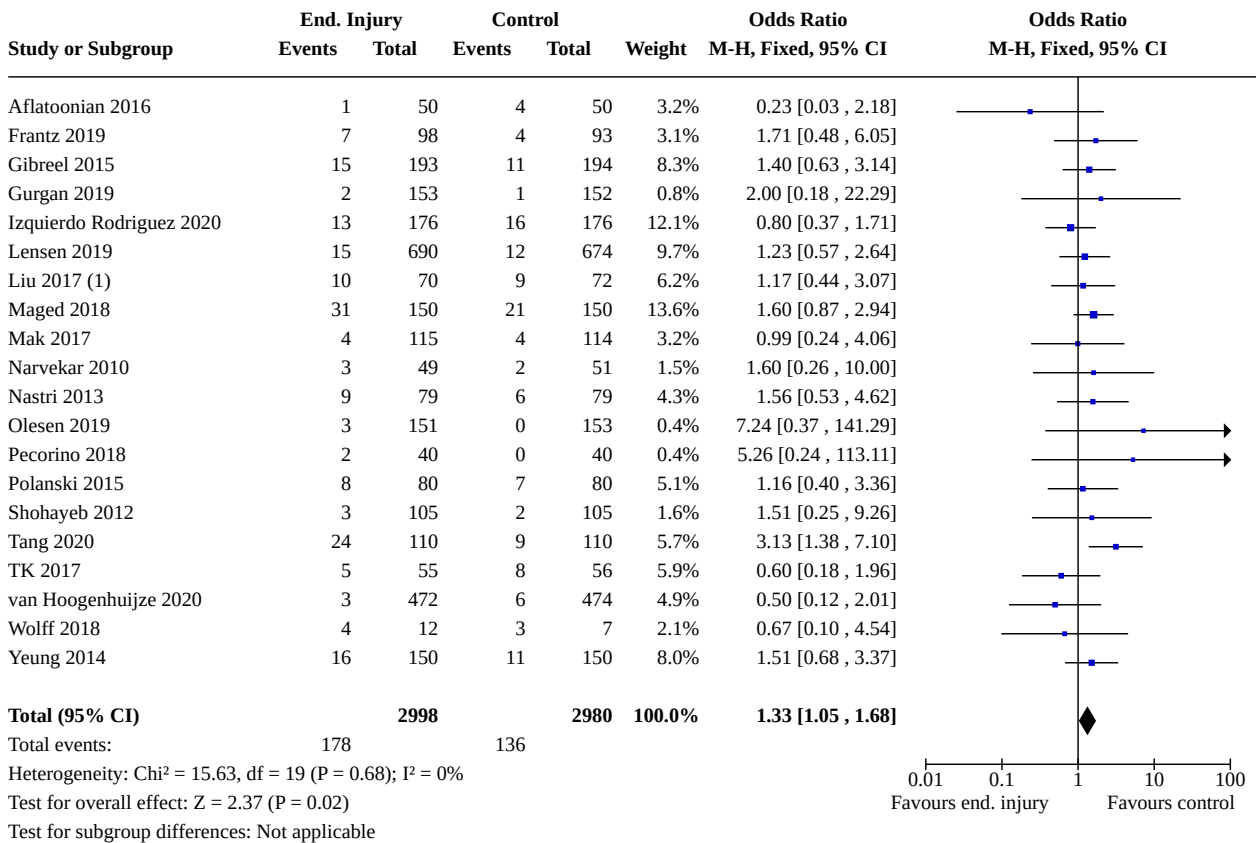 End. Injury Control Odds Ratio Odds Ratio
Study or Subgroup Events Total Events Total Weight M-H, Fixed, 95% CI M-H, Fixed, 95% CI
Aflatoonian 2016 1 50 4 50 3.2% 0.23 [0.03 , 2.18]
Frantz 2019 7 98 4 93 3.1% 1.71 [0.48 , 6.05]
Gibreel 2015 15 193 11 194 8.3% 1.40 [0.63 , 3.14]
Gurgan 2019 2 153 1 152 0.8% 2.00 [0.18 , 22.29]
Izquierdo Rodriguez 2020 13 176 16 176 12.1% 0.80 [0.37 , 1.71]
Lensen 2019 15 690 12 674 9.7% 1.23 [0.57 , 2.64]
Liu 2017 (1) 10 70 9 72 6.2% 1.17 [0.44 , 3.07]
Maged 2018 31 150 21 150 13.6% 1.60 [0.87 , 2.94]
Mak 2017 4 115 4 114 3.2% 0.99 [0.24 , 4.06]
Narvekar 2010 3 49 2 51 1.5% 1.60 [0.26 , 10.00]
Nastri 2013 9 79 6 79 4.3% 1.56 [0.53 , 4.62]
Olesen 2019 3 151 0 153 0.4% 7.24 [0.37 , 141.29]
Pecorino 2018 2 40 0 40 0.4% 5.26 [0.24 , 113.11]
Polanski 2015 8 80 7 80 5.1% 1.16 [0.40 , 3.36]
Shohayeb 2012 3 105 2 105 1.6% 1.51 [0.25 , 9.26]
Tang 2020 24 110 9 110 5.7% 3.13 [1.38 , 7.10]
TK 2017 5 55 8 56 5.9% 0.60 [0.18 , 1.96]
van Hoogenhuijze 2020 3 472 6 474 4.9% 0.50 [0.12 , 2.01]
Wolff 2018 4 12 3 7 2.1% 0.67 [0.10 , 4.54]
Yeung 2014 16 150 11 150 8.0% 1.51 [0.68 , 3.37]
Total (95% CI) 2998 2980 100.0% 1.33 [1.05 , 1.68]
Total events: 178 136
Heterogeneity: Chi² = 15.63, df = 19 (P = 0.68); I² = 0%
0.01 0.1 1 10 100
Test for overall effect: Z = 2.37 (P = 0.02) Favours end. injury Favours control
Test for subgroup differences: Not applicable